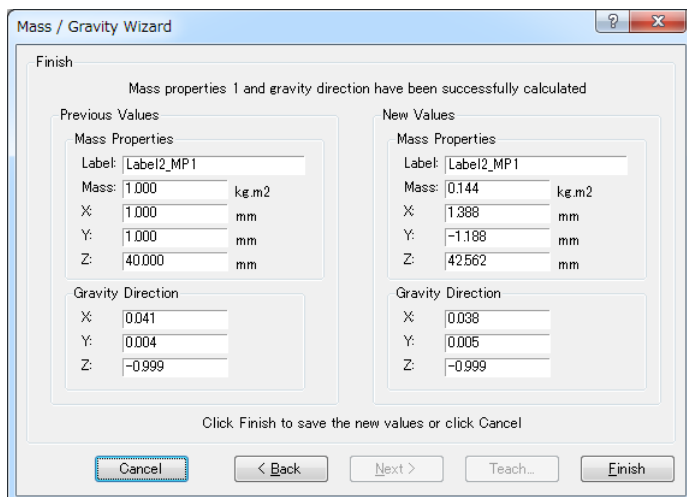 Mass / Gravity Wizard
Finish
Mass properties 1 and gravity direction have been successfully calculated
Previous Values
Mass Properties
Label: Label2_MP1
Mass: 1.000 kg.m2
X: 1.000 mm
Y: 1.000 mm
Z: 40.000 mm
Gravity Direction
X: 0.041
Y: 0.004
Z: -0.999
New Values
Mass Properties
Label: Label2_MP1
Mass: 0.144 kg.m2
X: 1.388 mm
Y: -1.188 mm
Z: 42.562 mm
Gravity Direction
X: 0.038
Y: 0.005
Z: -0.999
Click Finish to save the new values or click Cancel
Cancel < Back Next > Teach... Finish